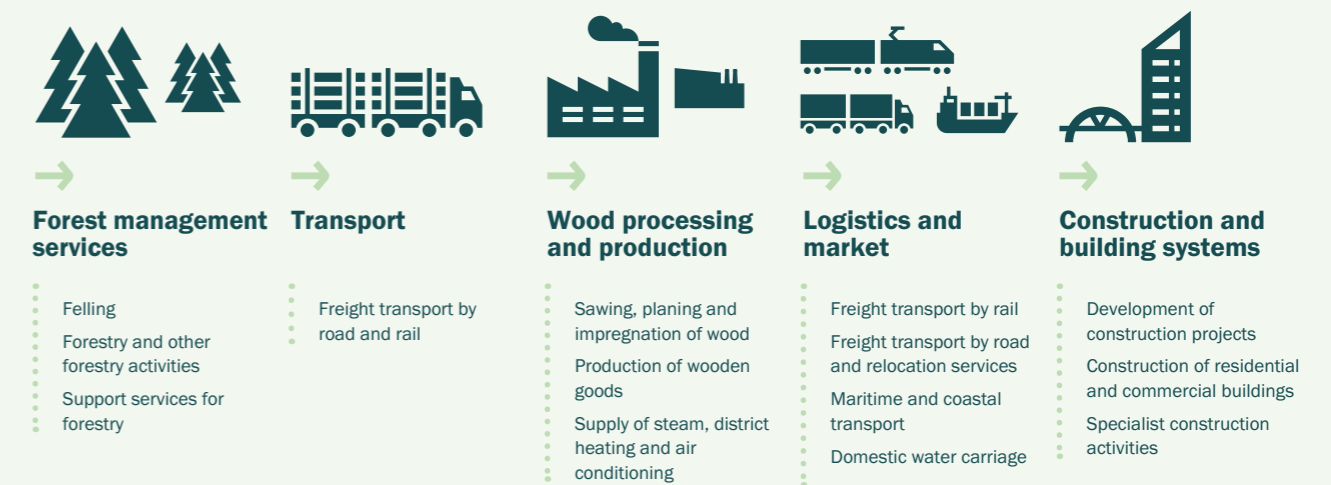 Forest management
services
Felling
Forestry and other
forestry activities
Support services for
forestry
Transport
Freight transport by
road and rail
Wood processing
and production
Sawing, planing and
impregnation of wood
Production of wooden
goods
Supply of steam, district
heating and air
conditioning
Logistics and
market
Freight transport by rail
Freight transport by road
and relocation services
Maritime and coastal
transport
Domestic water carriage
Construction and
building systems
Development of
construction projects
Construction of residential
and commercial buildings
Specialist construction
activities